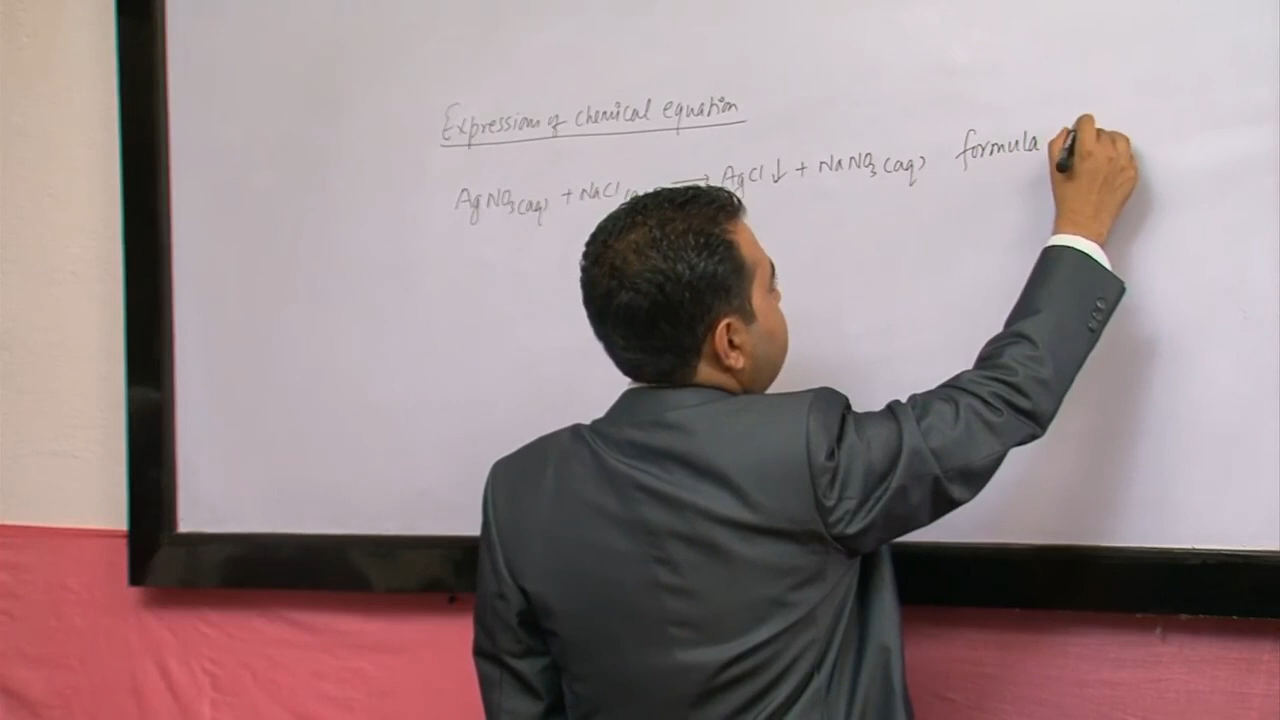 Expression of chemical equation
AgNO₃(aq) + NaCl (a → AgCl↓ + NaNO₃(aq) formula